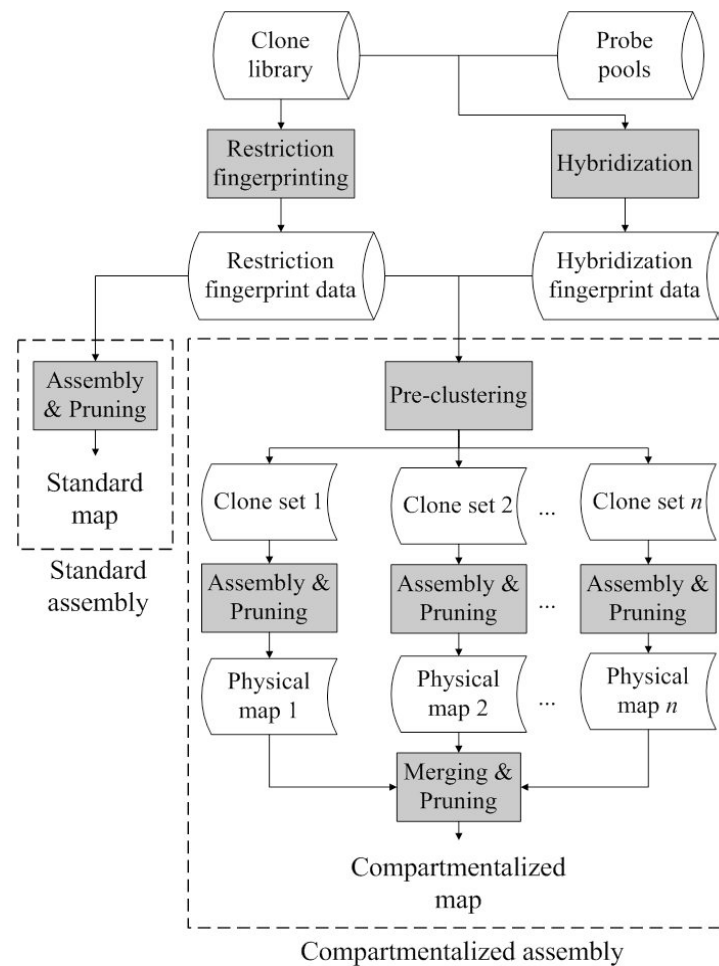 Clone
library
Probe
pools
Restriction
fingerprinting
Hybridization
Restriction
fingerprint data
Hybridization
fingerprint data
Assembly
& Pruning
Standard
map
Standard
assembly
Pre-clustering
Clone set 1
Clone set 2
...
Clone set n
Assembly &
Pruning
Assembly &
Pruning
...
Assembly &
Pruning
Physical
map 1
Physical
map 2
...
Physical
map n
Merging &
Pruning
Compartmentalized
map
Compartmentalized assembly